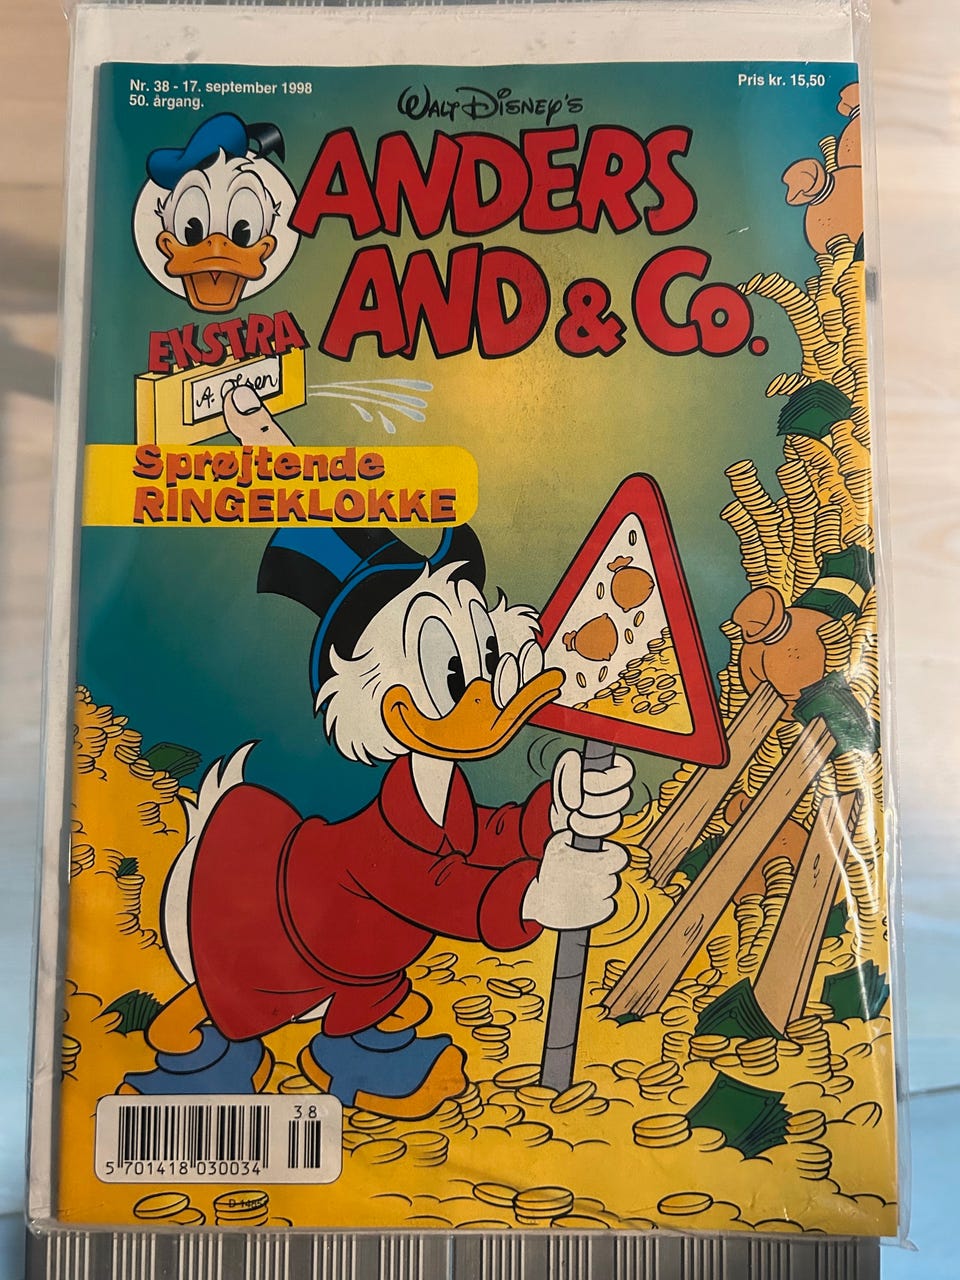 Nr. 38 - 17. september 1998
50. årgang.
Pris kr. 15,50
WALT DISNEY'S
ANDERS
AND & Co.
EKSTRA
A. Olsen
Sprøjtende
RINGEKLOKKE
38
5 701418 030034